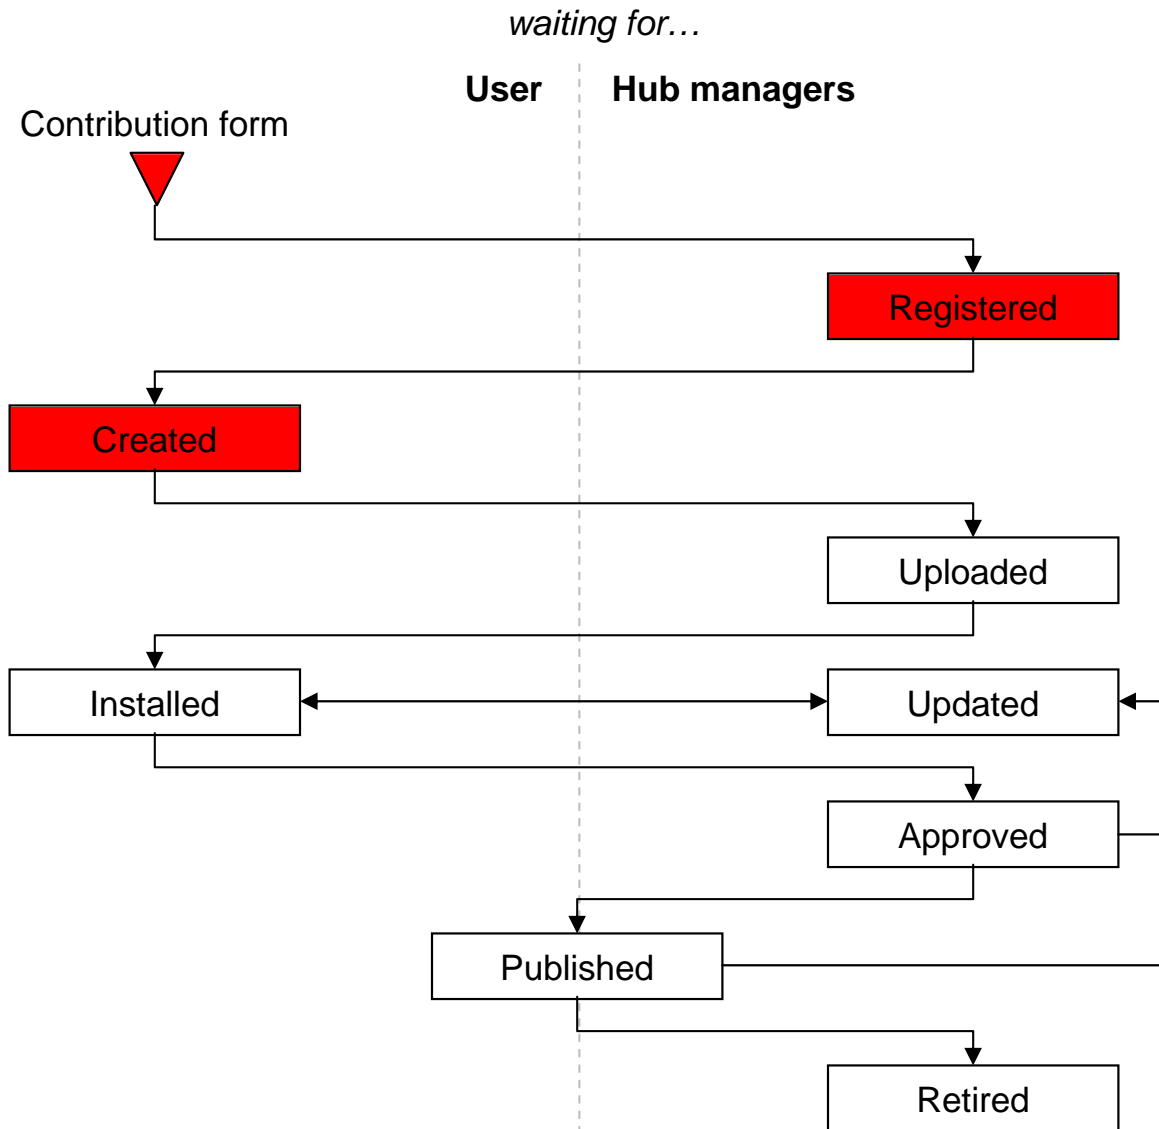 waiting for…
User
Hub managers
Contribution form
Registered
Created
Uploaded
Installed
Updated
Approved
Published
Retired